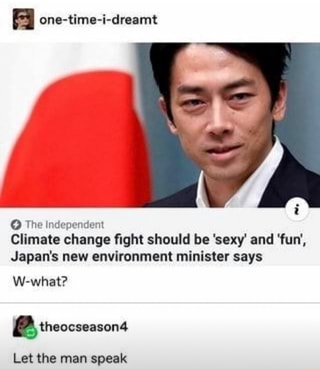 one-time-i-dreamt
i
The Independent
Climate change fight should be 'sexy' and 'fun',
Japan's new environment minister says
W-what?
theocseason4
Let the man speak